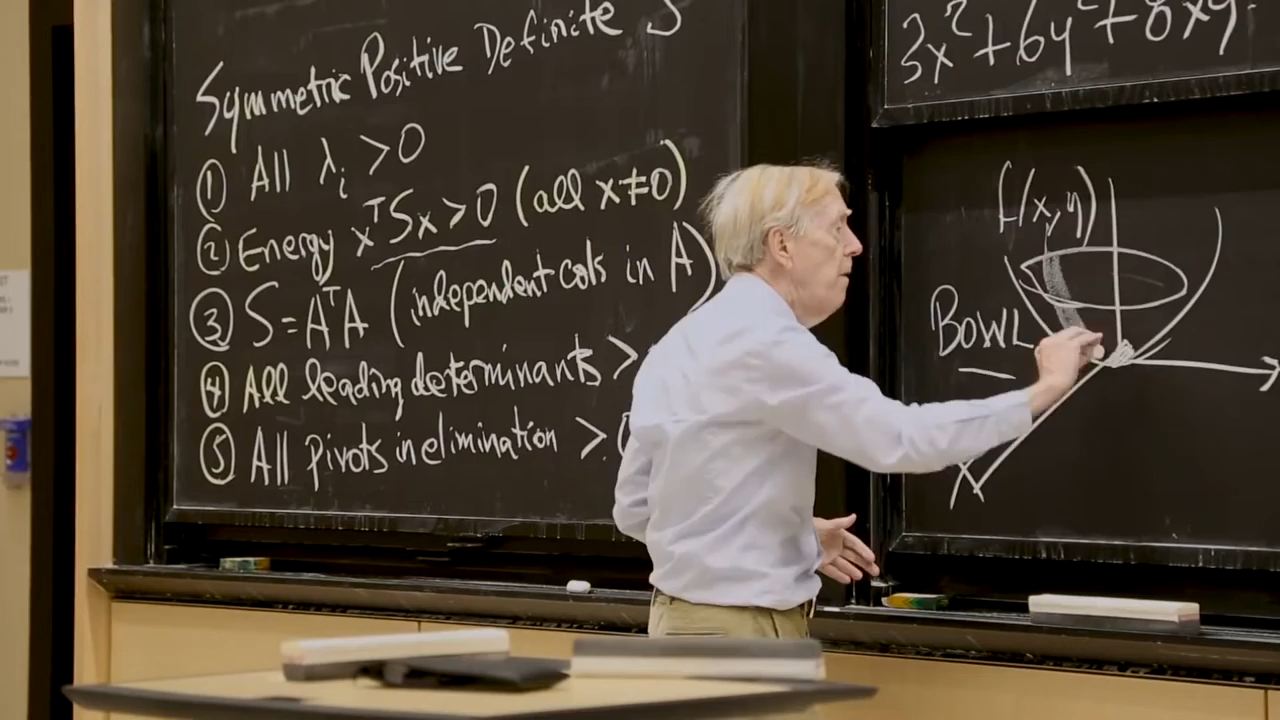 Symmetric Positive Definite S
① All λᵢ >0
② Energy xᵀSx>0 (all x≠0)
③ S=AᵀA (independent cols in A)
④ All leading determinants >
⑤ All pivots in elimination >
3x²+6y²+8xy
f(x,y)
BOWL
x